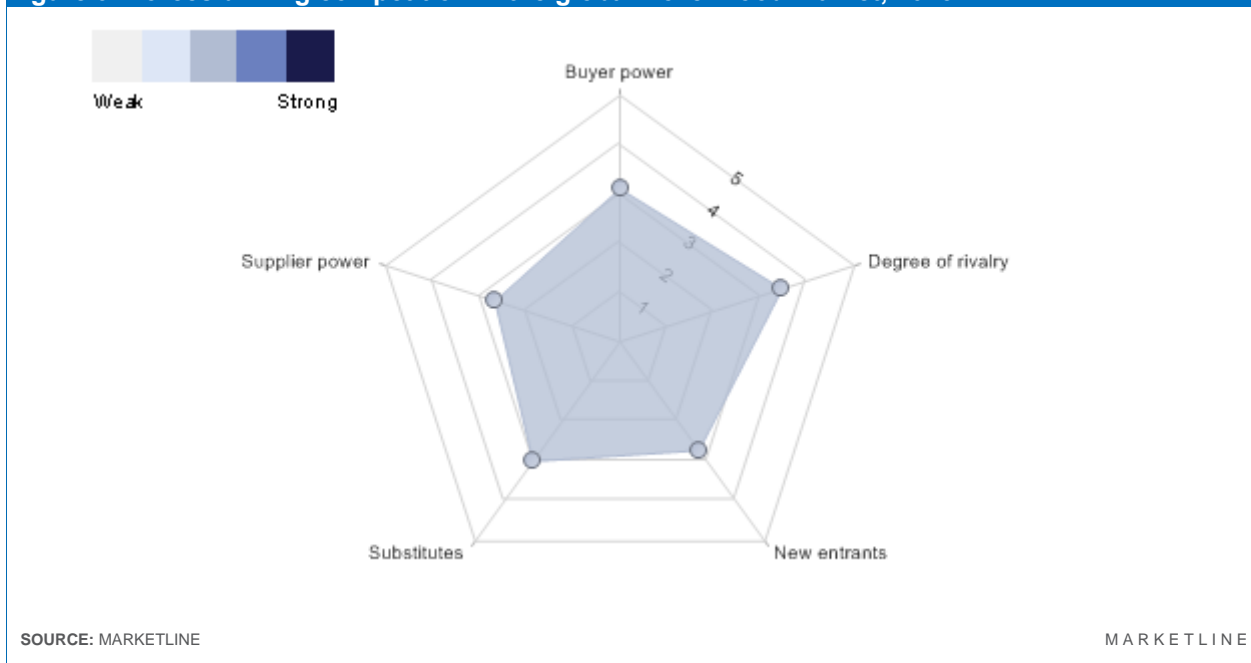 Buyer power
Weak
Strong
5
4
3
2
1
Supplier power
Degree of rivalry
Substitutes
New entrants
SOURCE: MARKETLINE
MARKETLINE